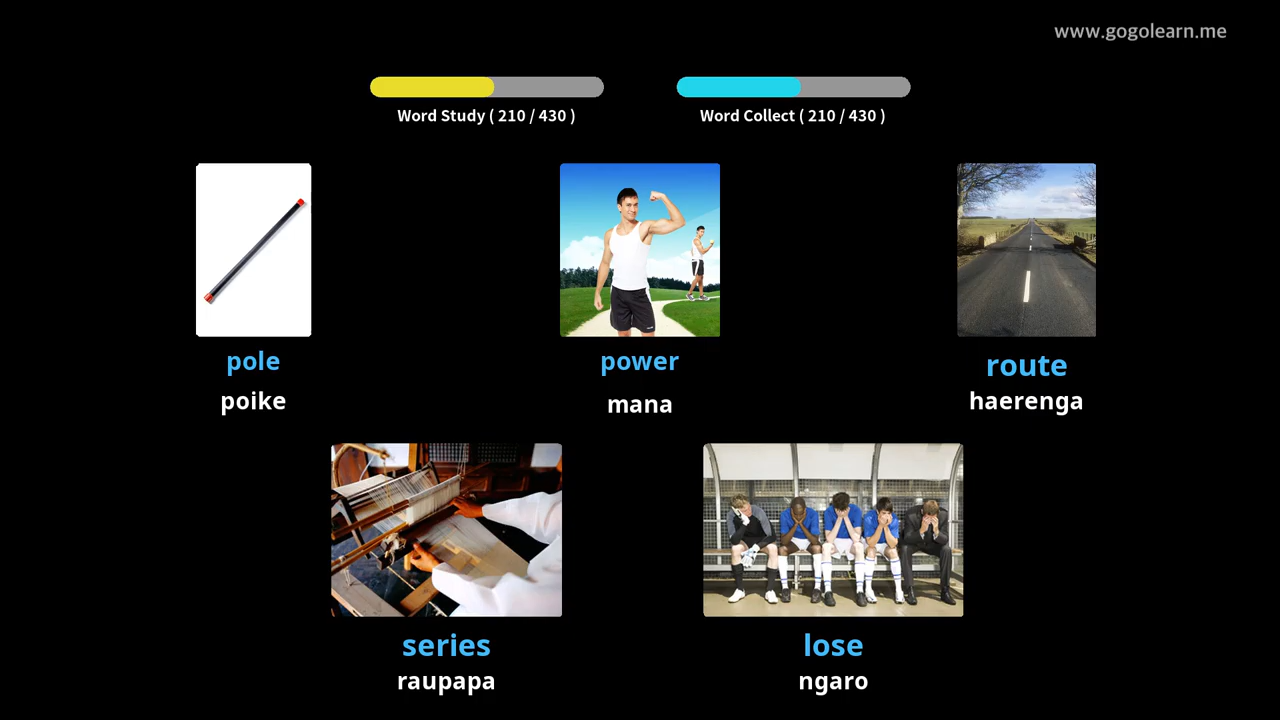 www.gogolearn.me
Word Study ( 210 / 430 )
Word Collect ( 210 / 430 )
pole
poike
power
mana
route
haerenga
series
raupapa
lose
ngaro